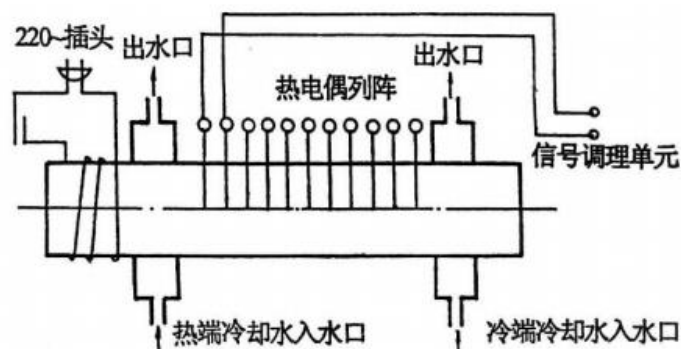 220~插头
出水口
热电偶列阵
出水口
信号调理单元
热端冷却水入水口
冷端冷却水入水口